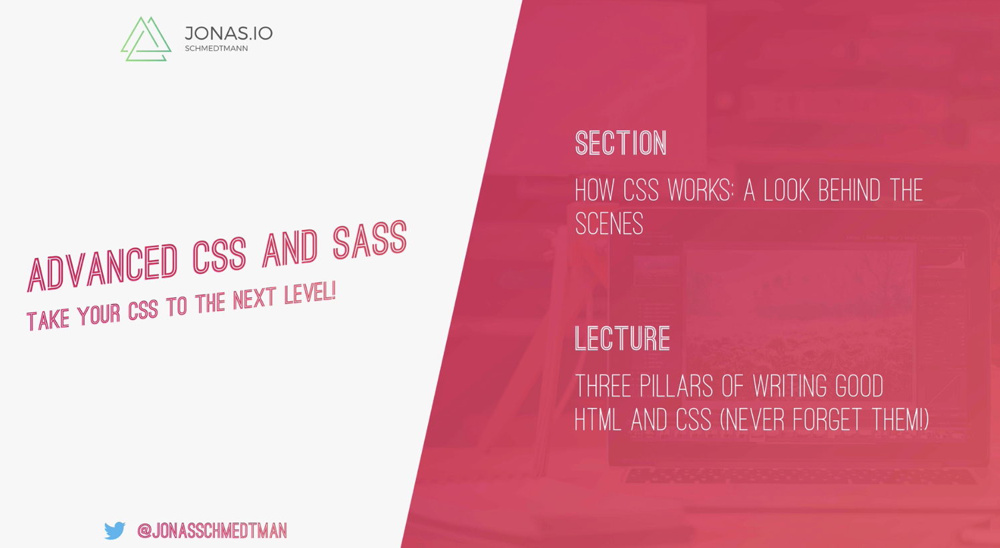 JONAS.IO
SCHMEDTMANN
ADVANCED CSS AND SASS
TAKE YOUR CSS TO THE NEXT LEVEL!
@JONASSCHMEDTMAN
SECTION
HOW CSS WORKS: A LOOK BEHIND THE
SCENES
LECTURE
THREE PILLARS OF WRITING GOOD
HTML AND CSS (NEVER FORGET THEM!)